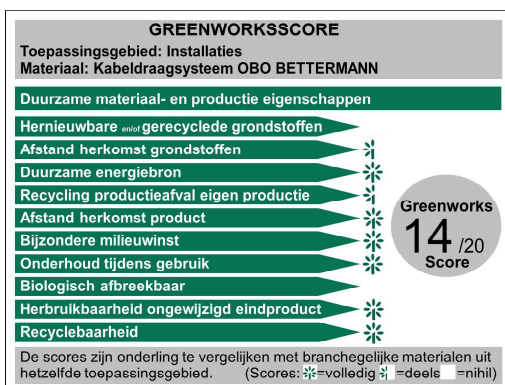 GREENWORKSSCORE
Toepassingsgebied: Installaties
Materiaal: Kabeldraagsysteem OBO BETTERMANN
Duurzame materiaal- en productie eigenschappen
Hernieuwbare en/of gerecyclede grondstoffen
Afstand herkomst grondstoffen
Duurzame energiebron
Recycling productieafval eigen productie
Afstand herkomst product
Bijzondere milieuwinst
Onderhoud tijdens gebruik
Biologisch afbreekbaar
Herbruikbaarheid ongewijzigd eindproduct
Recyclebaarheid
Greenworks
14 /20
Score
De scores zijn onderling te vergelijken met branchegelijke materialen uit
hetzelfde toepassingsgebied. (Scores: =volledig =deels =nihil)